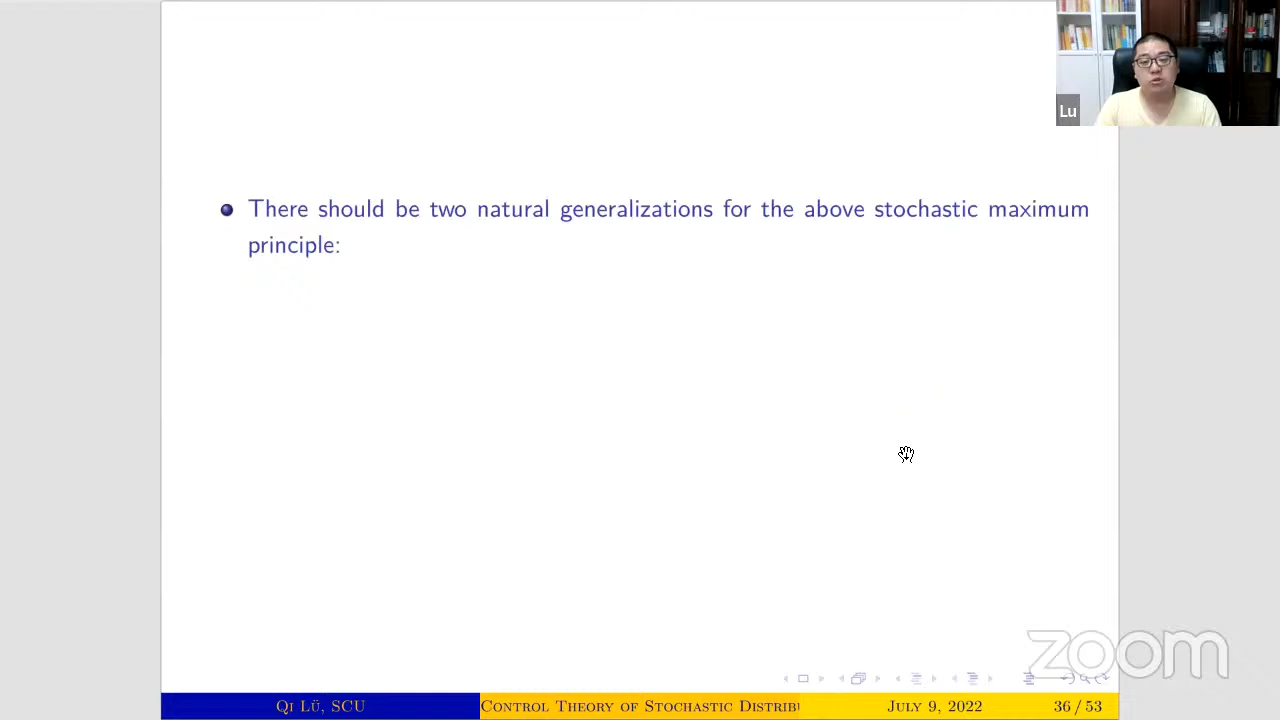 Lu
There should be two natural generalizations for the above stochastic maximum
principle:
zoom
Qi Lü, SCU
Control Theory of Stochastic Distribu
July 9, 2022
36 / 53